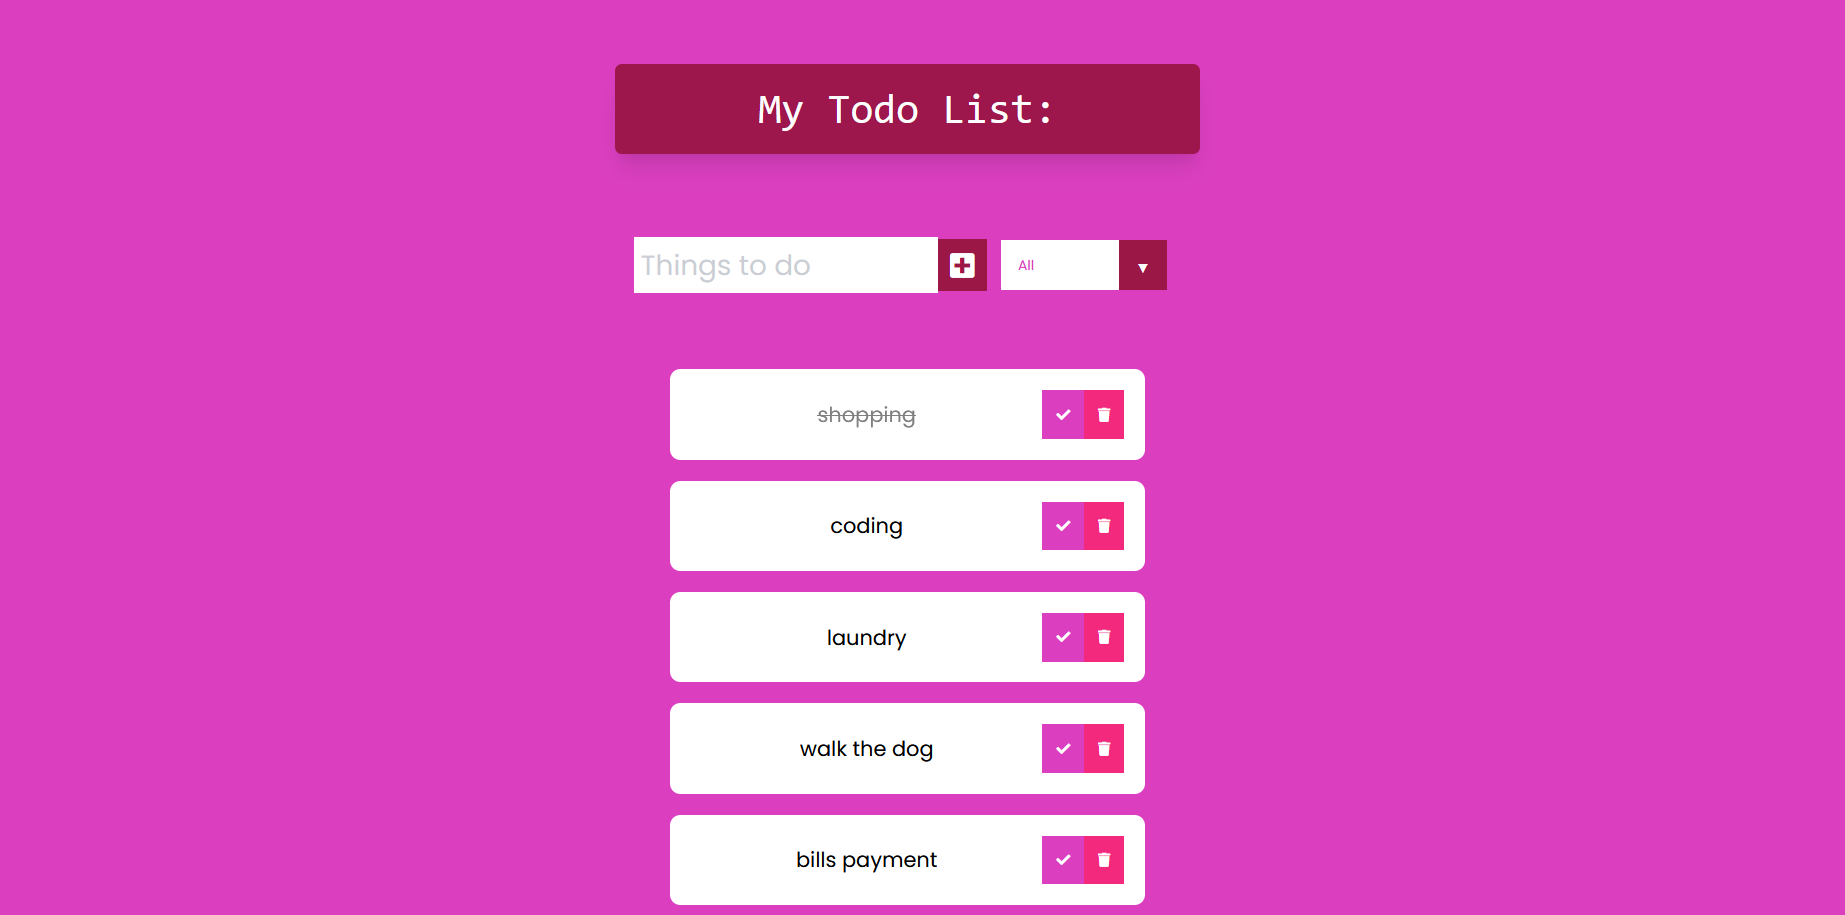 My Todo List:
Things to do
All
shopping
coding
laundry
walk the dog
bills payment